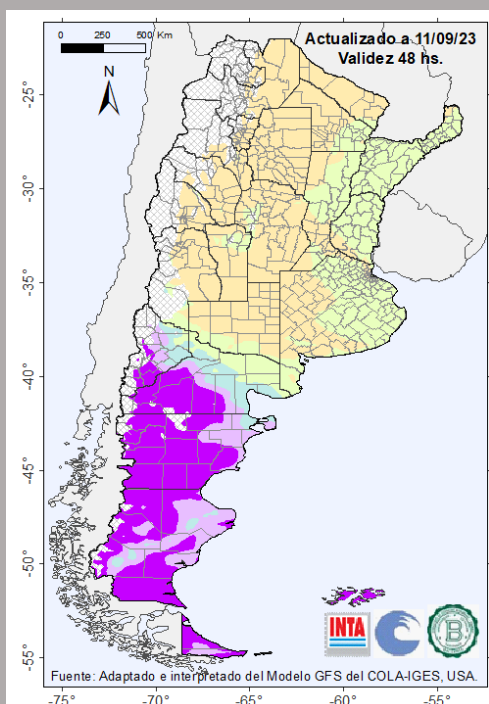 0 250 500 Km
Actualizado a 11/09/23
Validez 48 hs.
N
-25°
-30°
-35°
-40°
-45°
-50°
-55°
INTA
B
Fuente: Adaptado e interpretado del Modelo GFS del COLA-IGES, USA.
-75° -70° -65° -60° -55°